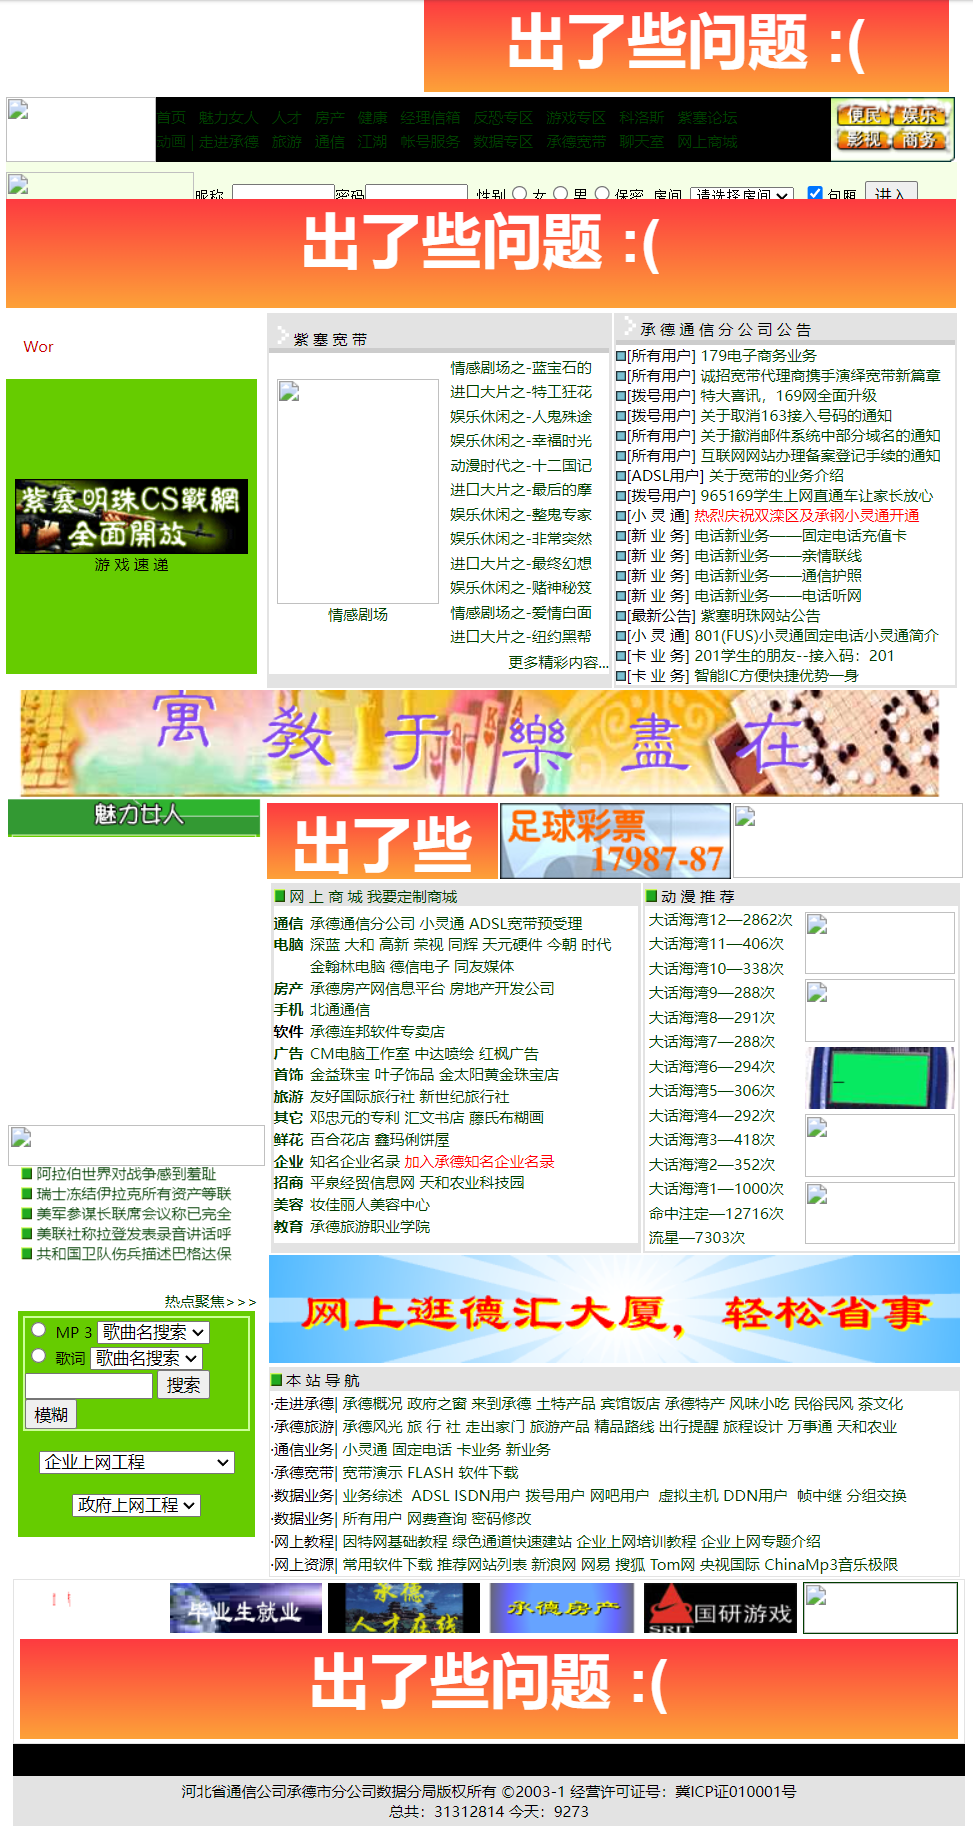 出了些问题 :(
首页 魅力女人 人才 房产 健康 经理信箱 反恐专区 游戏专区 科洛斯 紫塞论坛
动画 | 走进承德 旅游 通信 江湖 帐号服务 数据专区 承德宽带 聊天室 网上商城
便民 娱乐
影视 商务
昵称 密码 性别 女 男 保密 房间 请选择房间 包厢 进入
出了些问题 :(
Wor
紫塞明珠CS戰網
全面開放
游 戏 速 递
紫 塞 宽 带
情感剧场
情感剧场之-蓝宝石的
进口大片之-特工狂花
娱乐休闲之-人鬼殊途
娱乐休闲之-幸福时光
动漫时代之-十二国记
进口大片之-最后的摩
娱乐休闲之-整鬼专家
娱乐休闲之-非常突然
进口大片之-最终幻想
娱乐休闲之-赌神秘笈
情感剧场之-爱情白面
进口大片之-纽约黑帮
更多精彩内容...
承 德 通 信 分 公 司 公 告
[所有用户] 179电子商务业务
[所有用户] 诚招宽带代理商携手演绎宽带新篇章
[拨号用户] 特大喜讯，169网全面升级
[拨号用户] 关于取消163接入号码的通知
[所有用户] 关于撤消邮件系统中部分域名的通知
[所有用户] 互联网网站办理备案登记手续的通知
[ADSL用户] 关于宽带的业务介绍
[拨号用户] 965169学生上网直通车让家长放心
[小 灵 通] 热烈庆祝双滦区及承钢小灵通开通
[新 业 务] 电话新业务——固定电话充值卡
[新 业 务] 电话新业务——亲情联线
[新 业 务] 电话新业务——通信护照
[新 业 务] 电话新业务——电话听网
[最新公告] 紫塞明珠网站公告
[小 灵 通] 801(FUS)小灵通固定电话小灵通简介
[卡 业 务] 201学生的朋友--接入码：201
[卡 业 务] 智能IC方便快捷优势一身
寓教于樂盡在
魅力女人
出了些
足球彩票
17987-87
网 上 商 城 我要定制商城
通信 承德通信分公司 小灵通 ADSL宽带预受理
电脑 深蓝 大和 高新 荣视 同辉 天元硬件 今朝 时代
金翰林电脑 德信电子 同友媒体
房产 承德房产网信息平台 房地产开发公司
手机 北通通信
软件 承德连邦软件专卖店
广告 CM电脑工作室 中达喷绘 红枫广告
首饰 金益珠宝 叶子饰品 金太阳黄金珠宝店
旅游 友好国际旅行社 新世纪旅行社
其它 邓忠元的专利 汇文书店 藤氏布糊画
鲜花 百合花店 鑫玛俐饼屋
企业 知名企业名录 加入承德知名企业名录
招商 平泉经贸信息网 天和农业科技园
美容 妆佳丽人美容中心
教育 承德旅游职业学院
动 漫 推 荐
大话海湾12—2862次
大话海湾11—406次
大话海湾10—338次
大话海湾9—288次
大话海湾8—291次
大话海湾7—288次
大话海湾6—294次
大话海湾5—306次
大话海湾4—292次
大话海湾3—418次
大话海湾2—352次
大话海湾1—1000次
命中注定—12716次
流星—7303次
阿拉伯世界对战争感到羞耻
瑞士冻结伊拉克所有资产等联
美军参谋长联席会议称已完全
美联社称拉登发表录音讲话呼
共和国卫队伤兵描述巴格达保
热点聚焦>>>
MP 3 歌曲名搜索
歌词 歌曲名搜索
搜索
模糊
企业上网工程
政府上网工程
网上逛德汇大厦，轻松省事
本 站 导 航
·走进承德| 承德概况 政府之窗 来到承德 土特产品 宾馆饭店 承德特产 风味小吃 民俗民风 茶文化
·承德旅游| 承德风光 旅 行 社 走出家门 旅游产品 精品路线 出行提醒 旅程设计 万事通 天和农业
·通信业务| 小灵通 固定电话 卡业务 新业务
·承德宽带| 宽带演示 FLASH 软件下载
·数据业务| 业务综述 ADSL ISDN用户 拨号用户 网吧用户 虚拟主机 DDN用户 帧中继 分组交换
·数据业务| 所有用户 网费查询 密码修改
·网上教程| 因特网基础教程 绿色通道快速建站 企业上网培训教程 企业上网专题介绍
·网上资源| 常用软件下载 推荐网站列表 新浪网 网易 搜狐 Tom网 央视国际 ChinaMp3音乐极限
毕业生就业
承德
人才在线
承德房产
国研游戏
SRIT
出了些问题 :(
河北省通信公司承德市分公司数据分局版权所有 ©2003-1 经营许可证号：冀ICP证010001号
总共：31312814 今天：9273